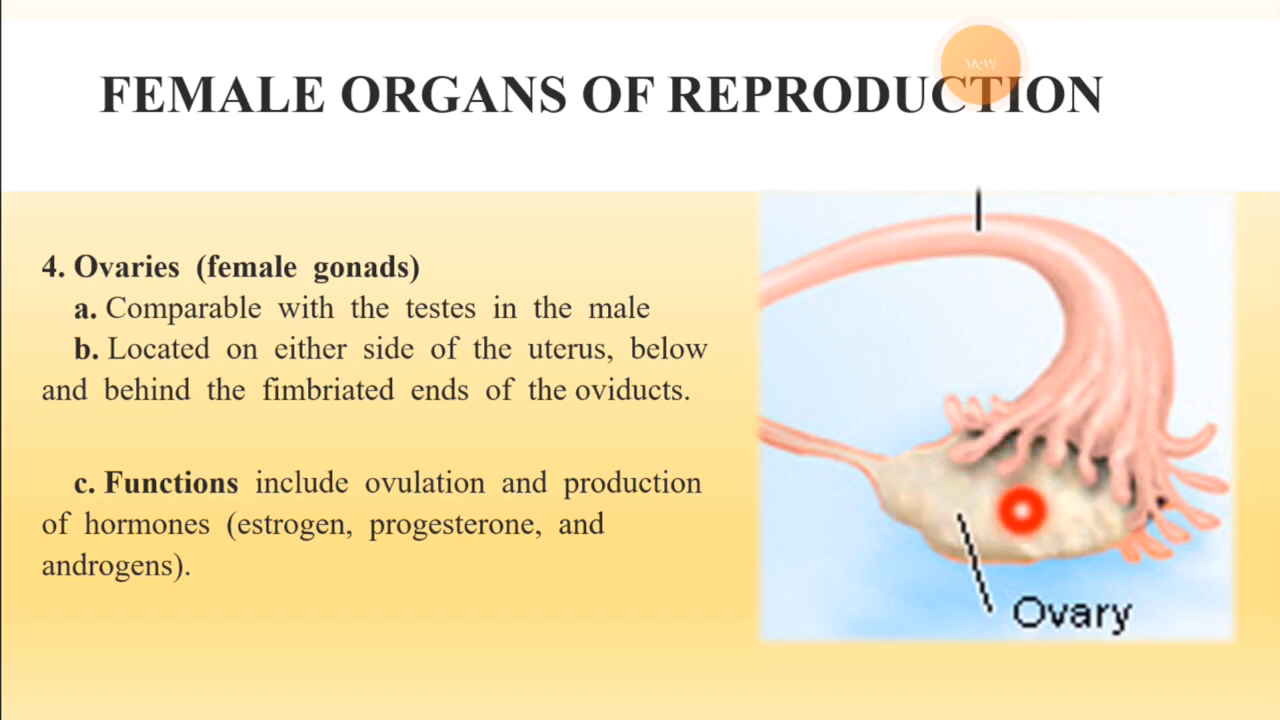 FEMALE ORGANS OF REPRODUCTION
١٨:١٧
4. Ovaries (female gonads)
a. Comparable with the testes in the male
b. Located on either side of the uterus, below
and behind the fimbriated ends of the oviducts.
c. Functions include ovulation and production
of hormones (estrogen, progesterone, and
androgens).
Ovary